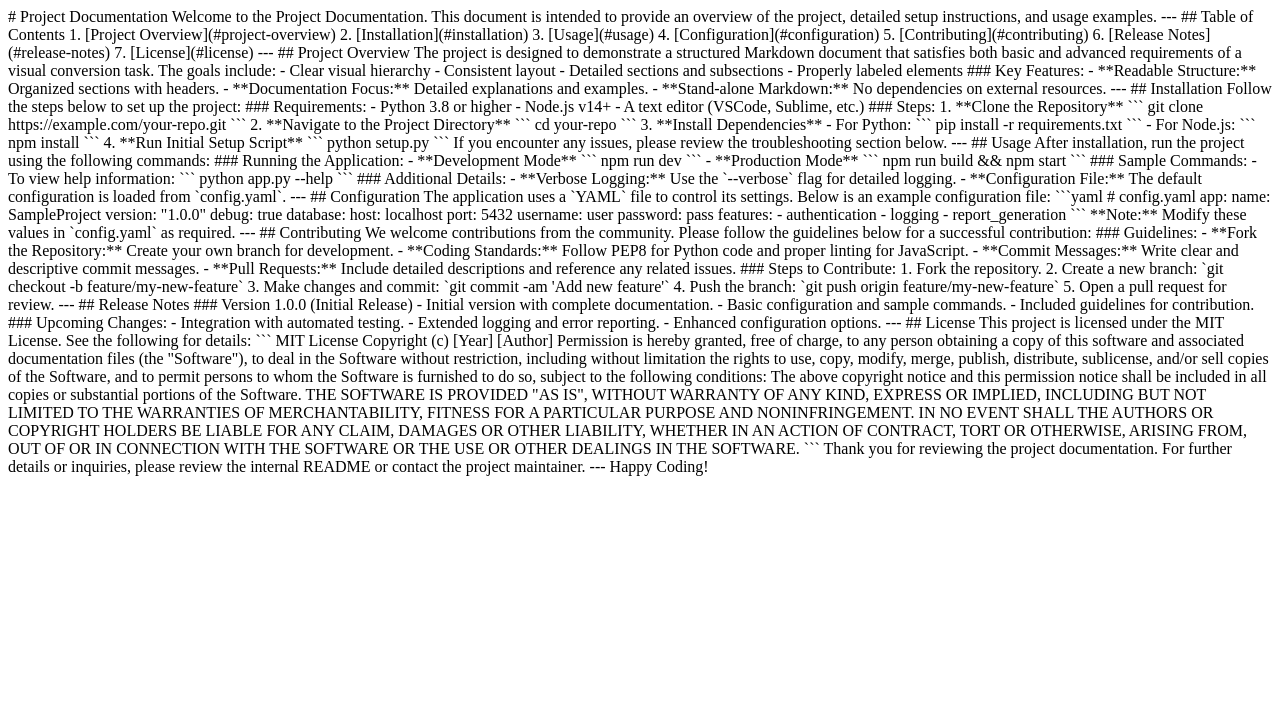 # Project Documentation Welcome to the Project Documentation. This document is intended to provide an overview of the project, detailed setup instructions, and usage examples. --- ## Table of
Contents 1. [Project Overview](#project-overview) 2. [Installation](#installation) 3. [Usage](#usage) 4. [Configuration](#configuration) 5. [Contributing](#contributing) 6. [Release Notes]
(#release-notes) 7. [License](#license) --- ## Project Overview The project is designed to demonstrate a structured Markdown document that satisfies both basic and advanced requirements of a
visual conversion task. The goals include: - Clear visual hierarchy - Consistent layout - Detailed sections and subsections - Properly labeled elements ### Key Features: - **Readable Structure:**
Organized sections with headers. - **Documentation Focus:** Detailed explanations and examples. - **Stand-alone Markdown:** No dependencies on external resources. --- ## Installation Follow
the steps below to set up the project: ### Requirements: - Python 3.8 or higher - Node.js v14+ - A text editor (VSCode, Sublime, etc.) ### Steps: 1. **Clone the Repository** ``` git clone
https://example.com/your-repo.git ``` 2. **Navigate to the Project Directory** ``` cd your-repo ``` 3. **Install Dependencies** - For Python: ``` pip install -r requirements.txt ``` - For Node.js: ```
npm install ``` 4. **Run Initial Setup Script** ``` python setup.py ``` If you encounter any issues, please review the troubleshooting section below. --- ## Usage After installation, run the project
using the following commands: ### Running the Application: - **Development Mode** ``` npm run dev ``` - **Production Mode** ``` npm run build && npm start ``` ### Sample Commands: -
To view help information: ``` python app.py --help ``` ### Additional Details: - **Verbose Logging:** Use the `--verbose` flag for detailed logging. - **Configuration File:** The default
configuration is loaded from `config.yaml`. --- ## Configuration The application uses a `YAML` file to control its settings. Below is an example configuration file: ```yaml # config.yaml app: name:
SampleProject version: "1.0.0" debug: true database: host: localhost port: 5432 username: user password: pass features: - authentication - logging - report_generation ``` **Note:** Modify these
values in `config.yaml` as required. --- ## Contributing We welcome contributions from the community. Please follow the guidelines below for a successful contribution: ### Guidelines: - **Fork
the Repository:** Create your own branch for development. - **Coding Standards:** Follow PEP8 for Python code and proper linting for JavaScript. - **Commit Messages:** Write clear and
descriptive commit messages. - **Pull Requests:** Include detailed descriptions and reference any related issues. ### Steps to Contribute: 1. Fork the repository. 2. Create a new branch: `git
checkout -b feature/my-new-feature` 3. Make changes and commit: `git commit -am 'Add new feature'` 4. Push the branch: `git push origin feature/my-new-feature` 5. Open a pull request for
review. --- ## Release Notes ### Version 1.0.0 (Initial Release) - Initial version with complete documentation. - Basic configuration and sample commands. - Included guidelines for contribution.
### Upcoming Changes: - Integration with automated testing. - Extended logging and error reporting. - Enhanced configuration options. --- ## License This project is licensed under the MIT
License. See the following for details: ``` MIT License Copyright (c) [Year] [Author] Permission is hereby granted, free of charge, to any person obtaining a copy of this software and associated
documentation files (the "Software"), to deal in the Software without restriction, including without limitation the rights to use, copy, modify, merge, publish, distribute, sublicense, and/or sell copies
of the Software, and to permit persons to whom the Software is furnished to do so, subject to the following conditions: The above copyright notice and this permission notice shall be included in all
copies or substantial portions of the Software. THE SOFTWARE IS PROVIDED "AS IS", WITHOUT WARRANTY OF ANY KIND, EXPRESS OR IMPLIED, INCLUDING BUT NOT
LIMITED TO THE WARRANTIES OF MERCHANTABILITY, FITNESS FOR A PARTICULAR PURPOSE AND NONINFRINGEMENT. IN NO EVENT SHALL THE AUTHORS OR
COPYRIGHT HOLDERS BE LIABLE FOR ANY CLAIM, DAMAGES OR OTHER LIABILITY, WHETHER IN AN ACTION OF CONTRACT, TORT OR OTHERWISE, ARISING FROM,
OUT OF OR IN CONNECTION WITH THE SOFTWARE OR THE USE OR OTHER DEALINGS IN THE SOFTWARE. ``` Thank you for reviewing the project documentation. For further
details or inquiries, please review the internal README or contact the project maintainer. --- Happy Coding!